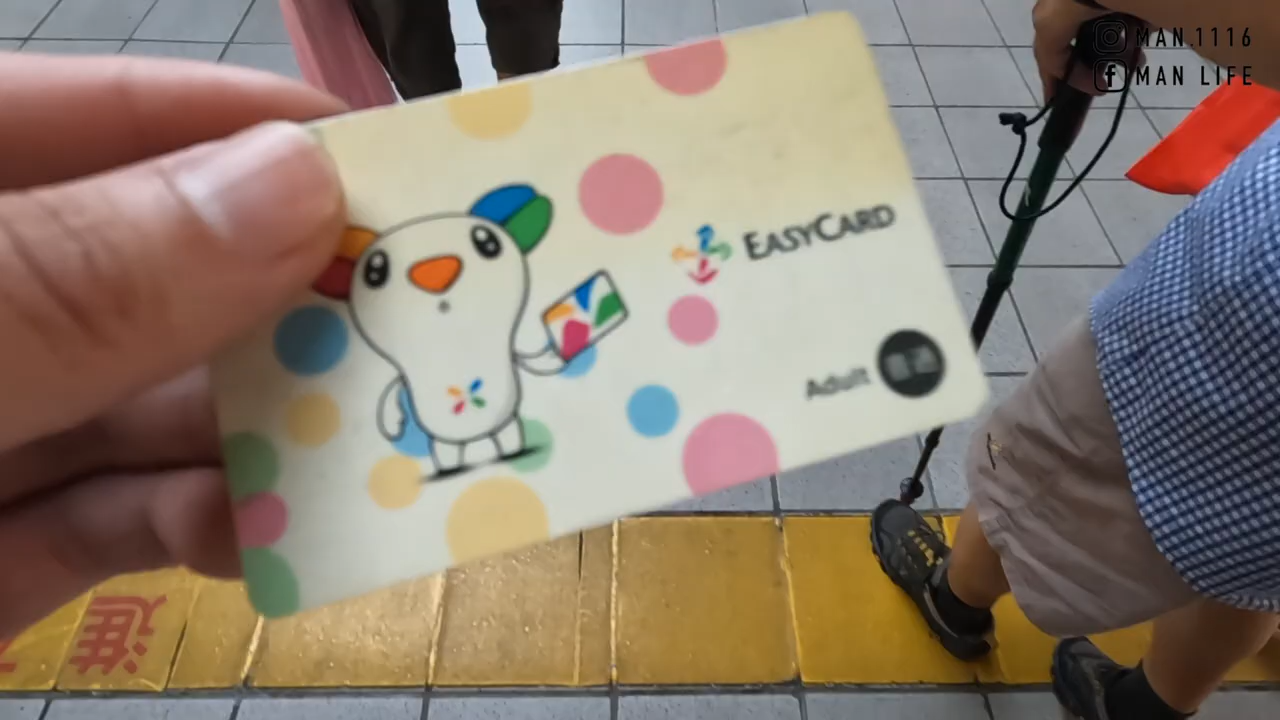 MAN.1116
MAN LIFE
EASYCARD
Adult
進